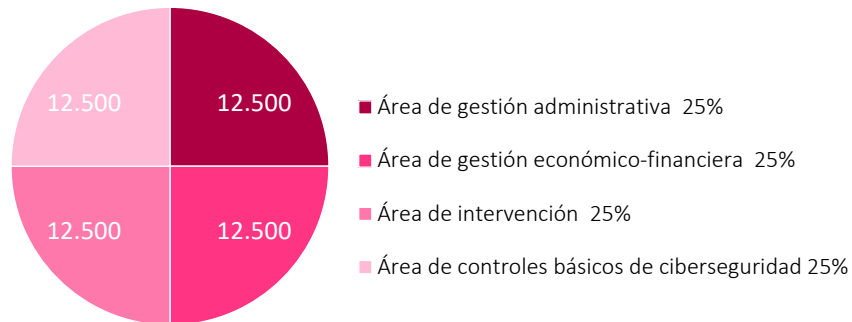 12.500
12.500
Área de gestión administrativa 25%
Área de gestión económico-financiera 25%
12.500
12.500
Área de intervención 25%
Área de controles básicos de ciberseguridad 25%